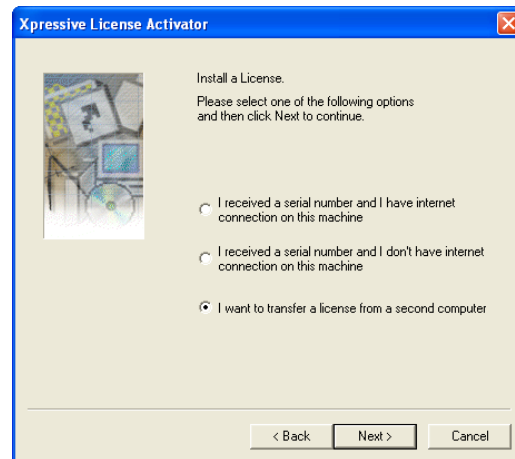 Xpressive License Activator
Install a License.
Please select one of the following options
and then click Next to continue.
I received a serial number and I have internet
connection on this machine
I received a serial number and I don't have internet
connection on this machine
I want to transfer a license from a second computer
< Back
Next >
Cancel